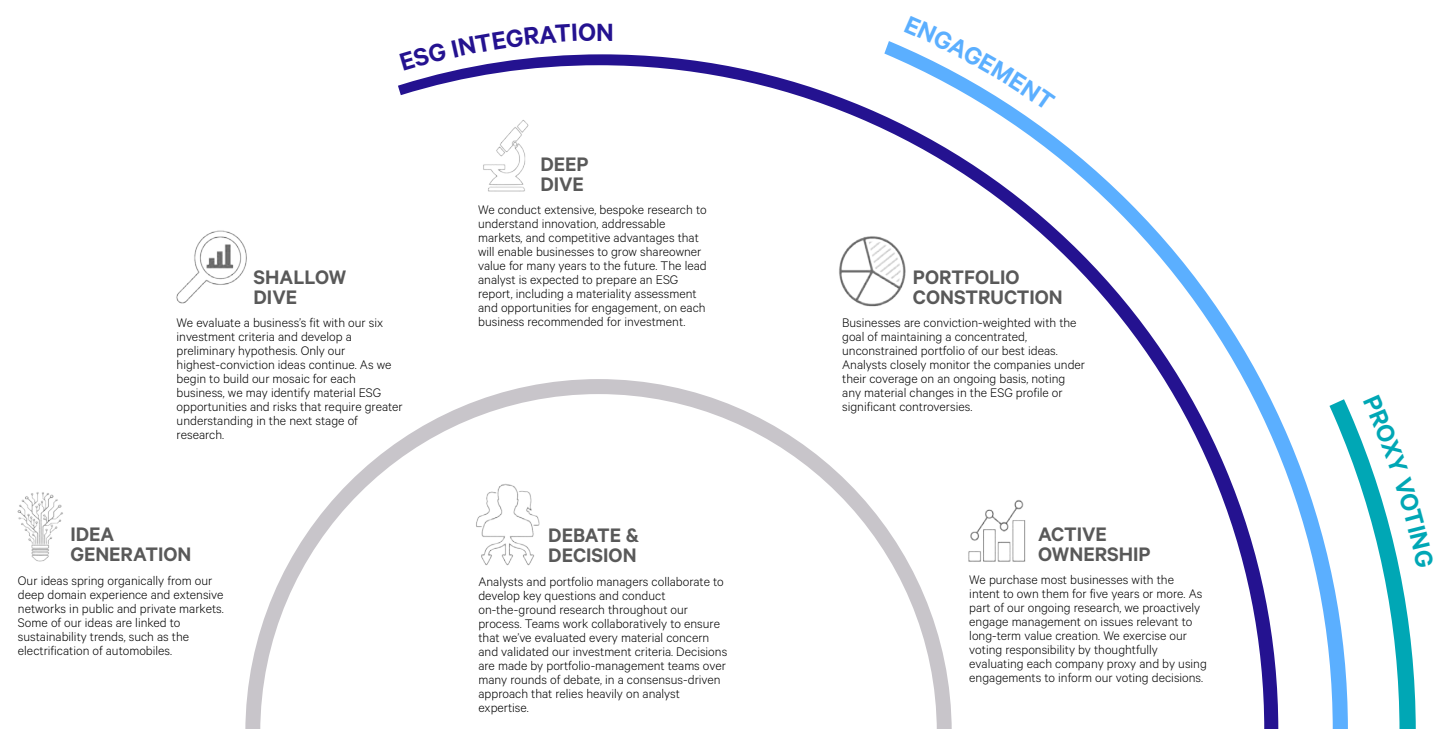 ESG INTEGRATION
ENGAGEMENT
PROXY VOTING
IDEA
GENERATION
Our ideas spring organically from our
deep domain experience and extensive
networks in public and private markets.
Some of our ideas are linked to
sustainability trends, such as the
electrification of automobiles.
SHALLOW
DIVE
We evaluate a business’s fit with our six
investment criteria and develop a
preliminary hypothesis. Only our
highest-conviction ideas continue. As we
begin to build our mosaic for each
business, we may identify material ESG
opportunities and risks that require greater
understanding in the next stage of
research.
DEEP
DIVE
We conduct extensive, bespoke research to
understand innovation, addressable
markets, and competitive advantages that
will enable businesses to grow shareowner
value for many years to the future. The lead
analyst is expected to prepare an ESG
report, including a materiality assessment
and opportunities for engagement, on each
business recommended for investment.
DEBATE &
DECISION
Analysts and portfolio managers collaborate to
develop key questions and conduct
on-the-ground research throughout our
process. Teams work collaboratively to ensure
that we’ve evaluated every material concern
and validated our investment criteria. Decisions
are made by portfolio-management teams over
many rounds of debate, in a consensus-driven
approach that relies heavily on analyst
expertise.
PORTFOLIO
CONSTRUCTION
Businesses are conviction-weighted with the
goal of maintaining a concentrated,
unconstrained portfolio of our best ideas.
Analysts closely monitor the companies under
their coverage on an ongoing basis, noting
any material changes in the ESG profile or
significant controversies.
ACTIVE
OWNERSHIP
We purchase most businesses with the
intent to own them for five years or more. As
part of our ongoing research, we proactively
engage management on issues relevant to
long-term value creation. We exercise our
voting responsibility by thoughtfully
evaluating each company proxy and by using
engagements to inform our voting decisions.